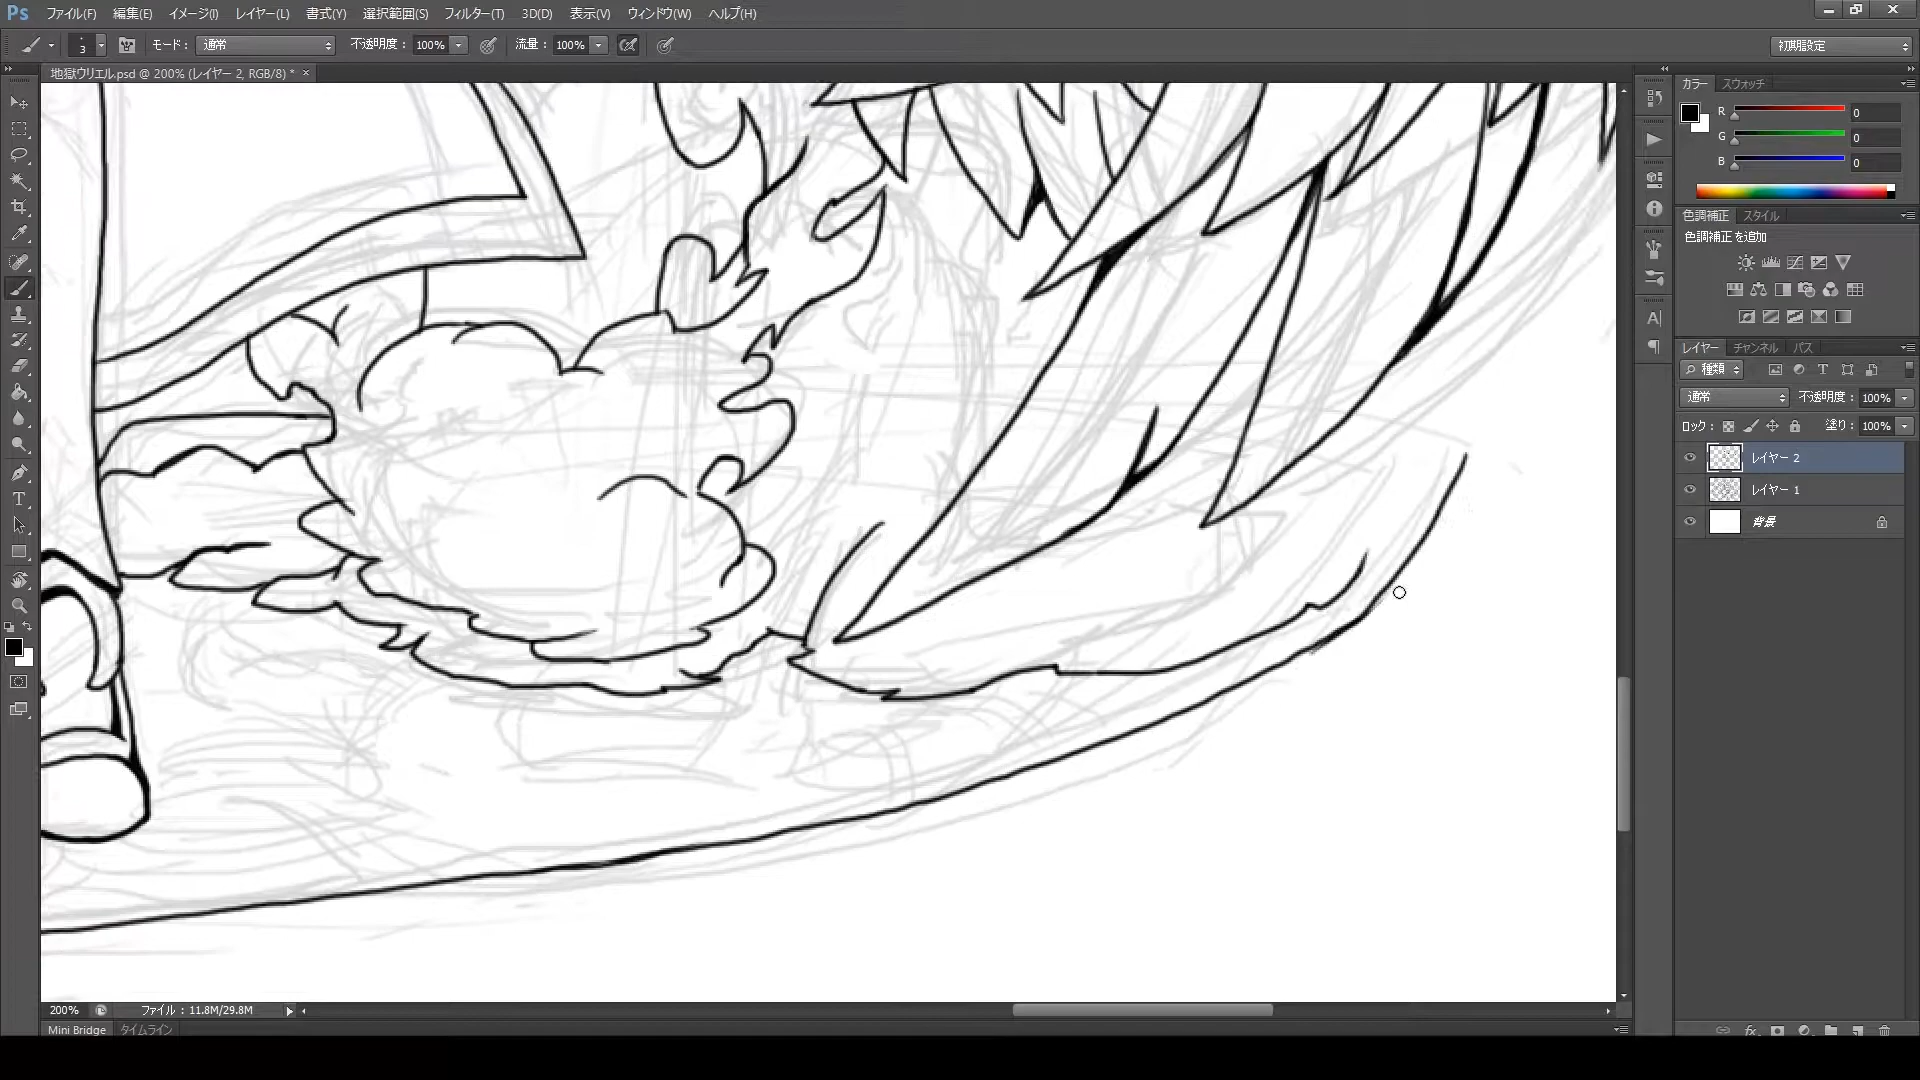 Ps ファイル(F) 編集(E) イメージ(I) レイヤー(L) 書式(Y) 選択範囲(S) フィルター(T) 3D(D) 表示(V) ウィンドウ(W) ヘルプ(H)
3 モード： 通常 不透明度： 100% 流量： 100% 初期設定
地獄ウリエル.psd @ 200% (レイヤー 2, RGB/8) * ×
カラー スウォッチ
R 0
G 0
B 0
色調補正 スタイル
色調補正を追加
レイヤー チャンネル パス
種類
通常 不透明度： 100%
ロック： 塗り： 100%
レイヤー 2
レイヤー 1
背景
200% ファイル：11.8M/29.8M
Mini Bridge タイムライン